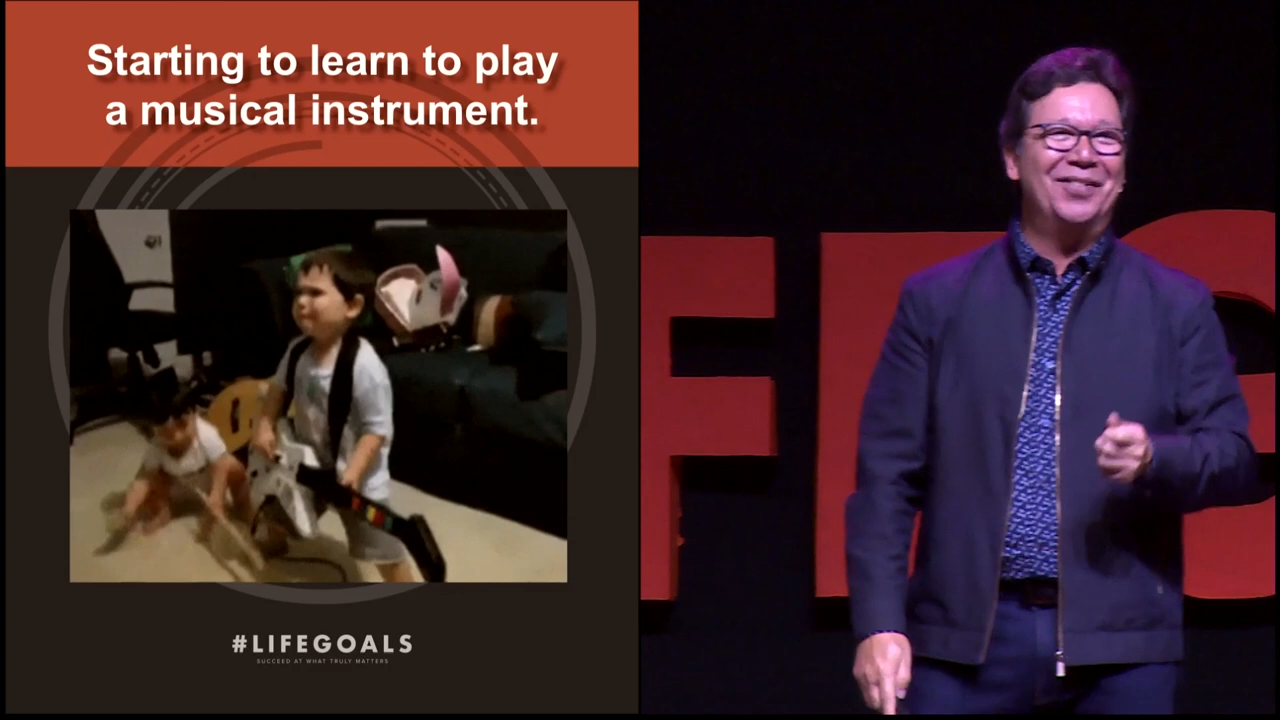 Starting to learn to play
a musical instrument.
#LIFEGOALS
SUCCEED AT WHAT TRULY MATTERS